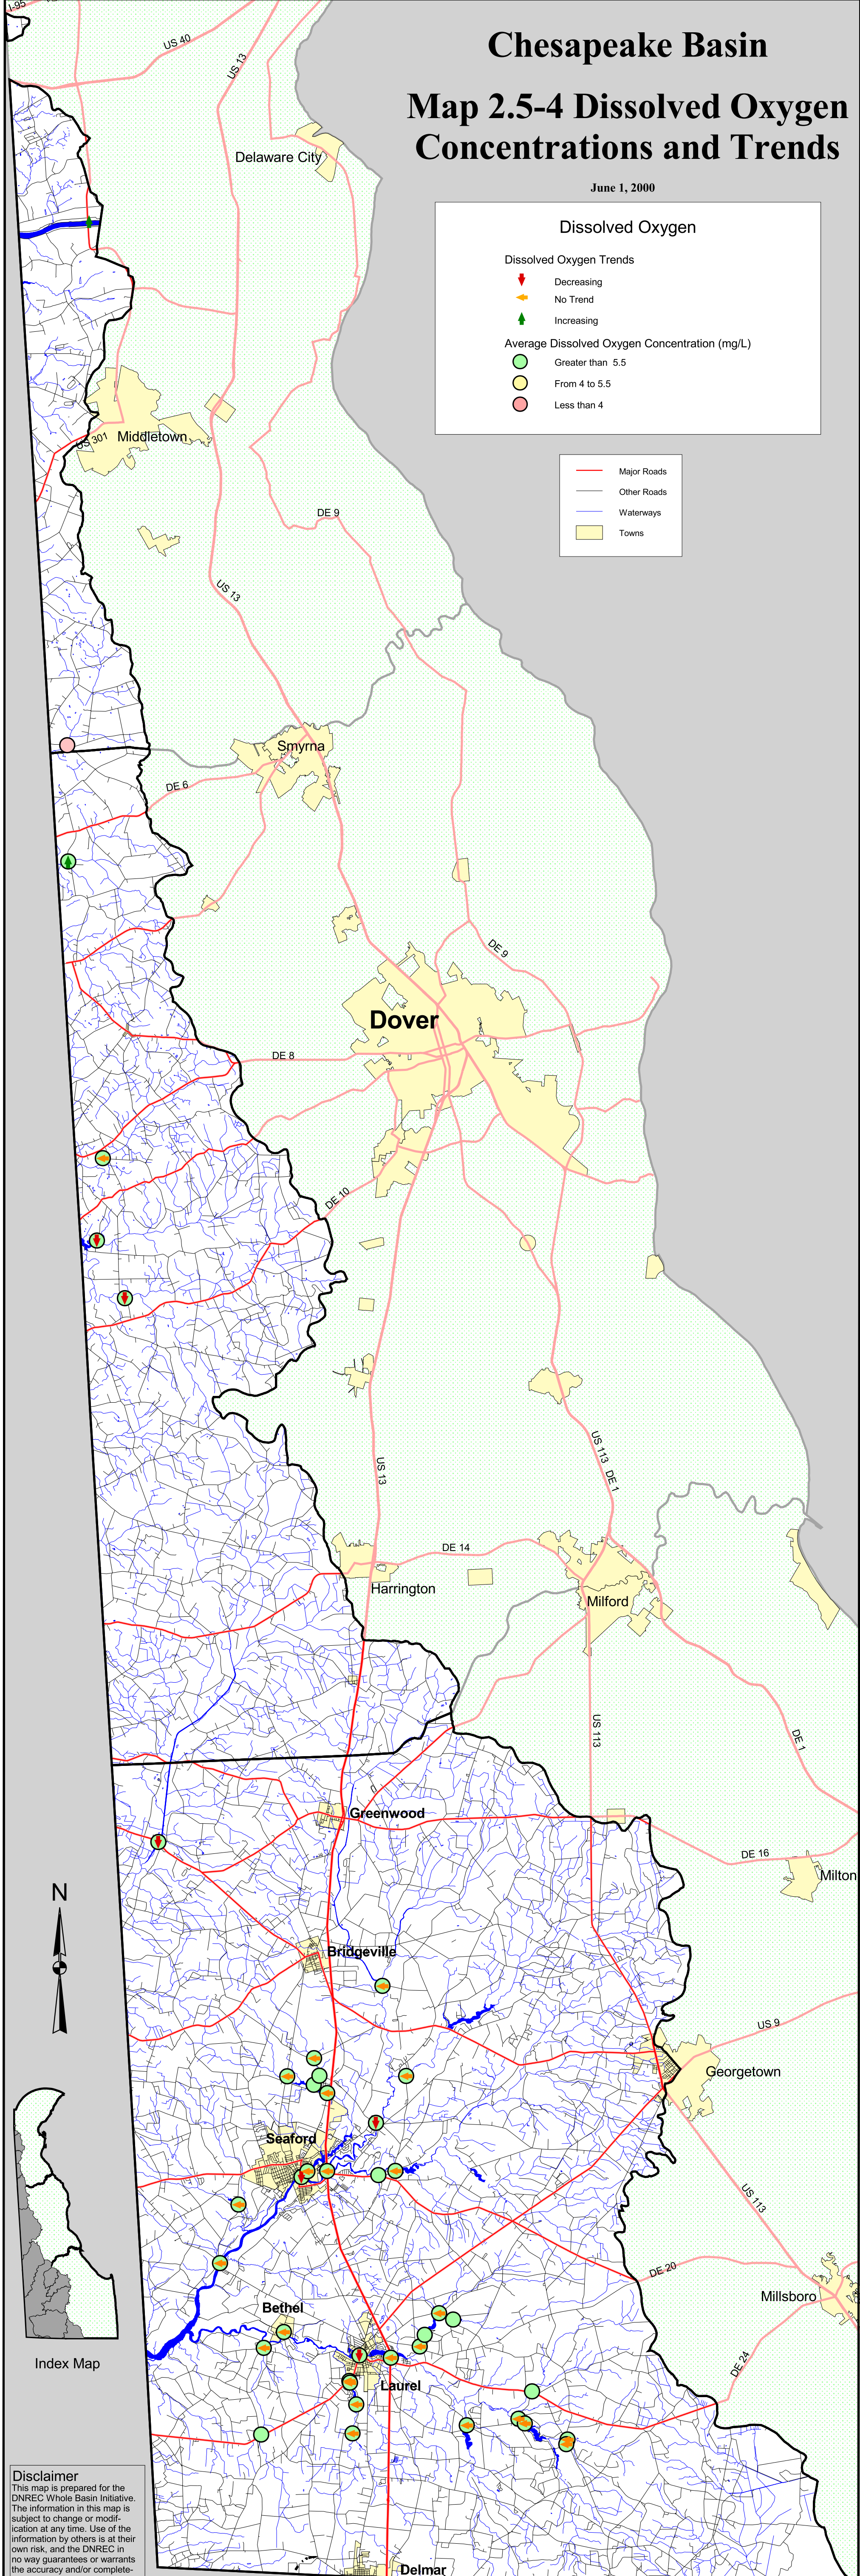 Chesapeake Basin
Map 2.5-4 Dissolved Oxygen
Concentrations and Trends
June 1, 2000
Dissolved Oxygen
Dissolved Oxygen Trends
Decreasing
No Trend
Increasing
Average Dissolved Oxygen Concentration (mg/L)
Greater than 5.5
From 4 to 5.5
Less than 4
Major Roads
Other Roads
Waterways
Towns
I-95
US 40
US 13
Delaware City
US 301
Middletown
DE 9
US 13
Smyrna
DE 6
DE 9
Dover
DE 8
DE 10
US 13
US 113
DE 1
DE 14
Harrington
Milford
US 113
DE 1
Greenwood
DE 16
Milton
N
Bridgeville
US 9
Georgetown
Seaford
US 113
DE 20
Millsboro
Bethel
DE 24
Laurel
Index Map
Delmar
Disclaimer
This map is prepared for the
DNREC Whole Basin Initiative.
The information in this map is
subject to change or modif-
ication at any time. Use of the
information by others is at their
own risk, and the DNREC in
no way guarantees or warrants
the accuracy and/or complete-